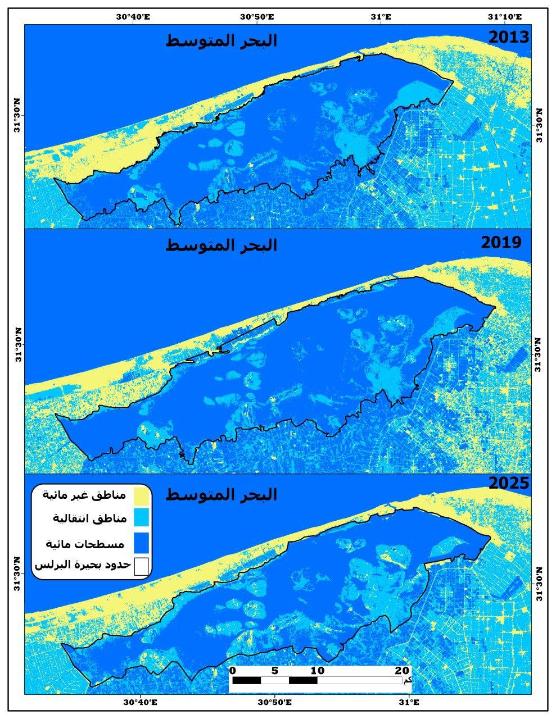 30°40'E 30°50'E 31°E 31°10'E
2013
البحر المتوسط
31°30'N 31°30'N
2019
البحر المتوسط
31°30'N 31°30'N
2025
البحر المتوسط
مناطق غير مائية
مناطق انتقالية
مسطحات مائية
حدود بحيرة البرلس
31°30'N 31°30'N
0 5 10 20
كم
30°40'E 30°50'E 31°E